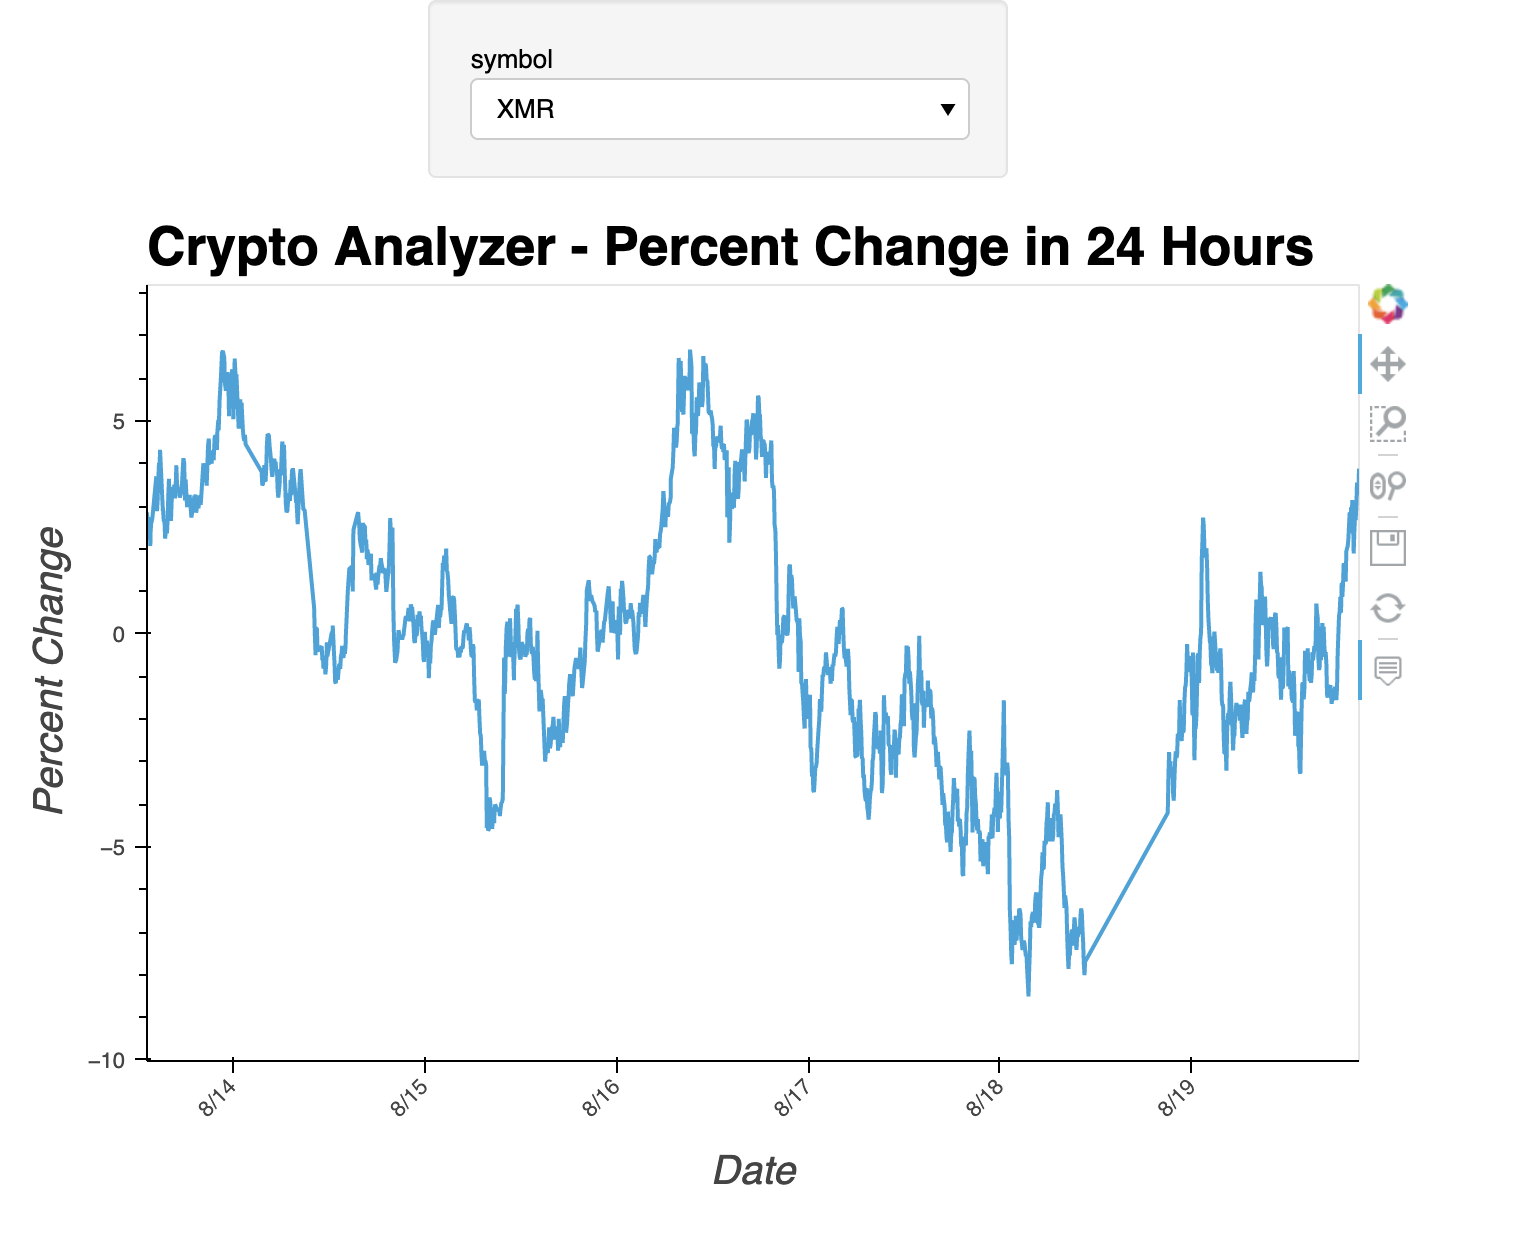 symbol
XMR
Crypto Analyzer - Percent Change in 24 Hours
5
0
−5
−10
Percent Change
8/14
8/15
8/16
8/17
8/18
8/19
Date